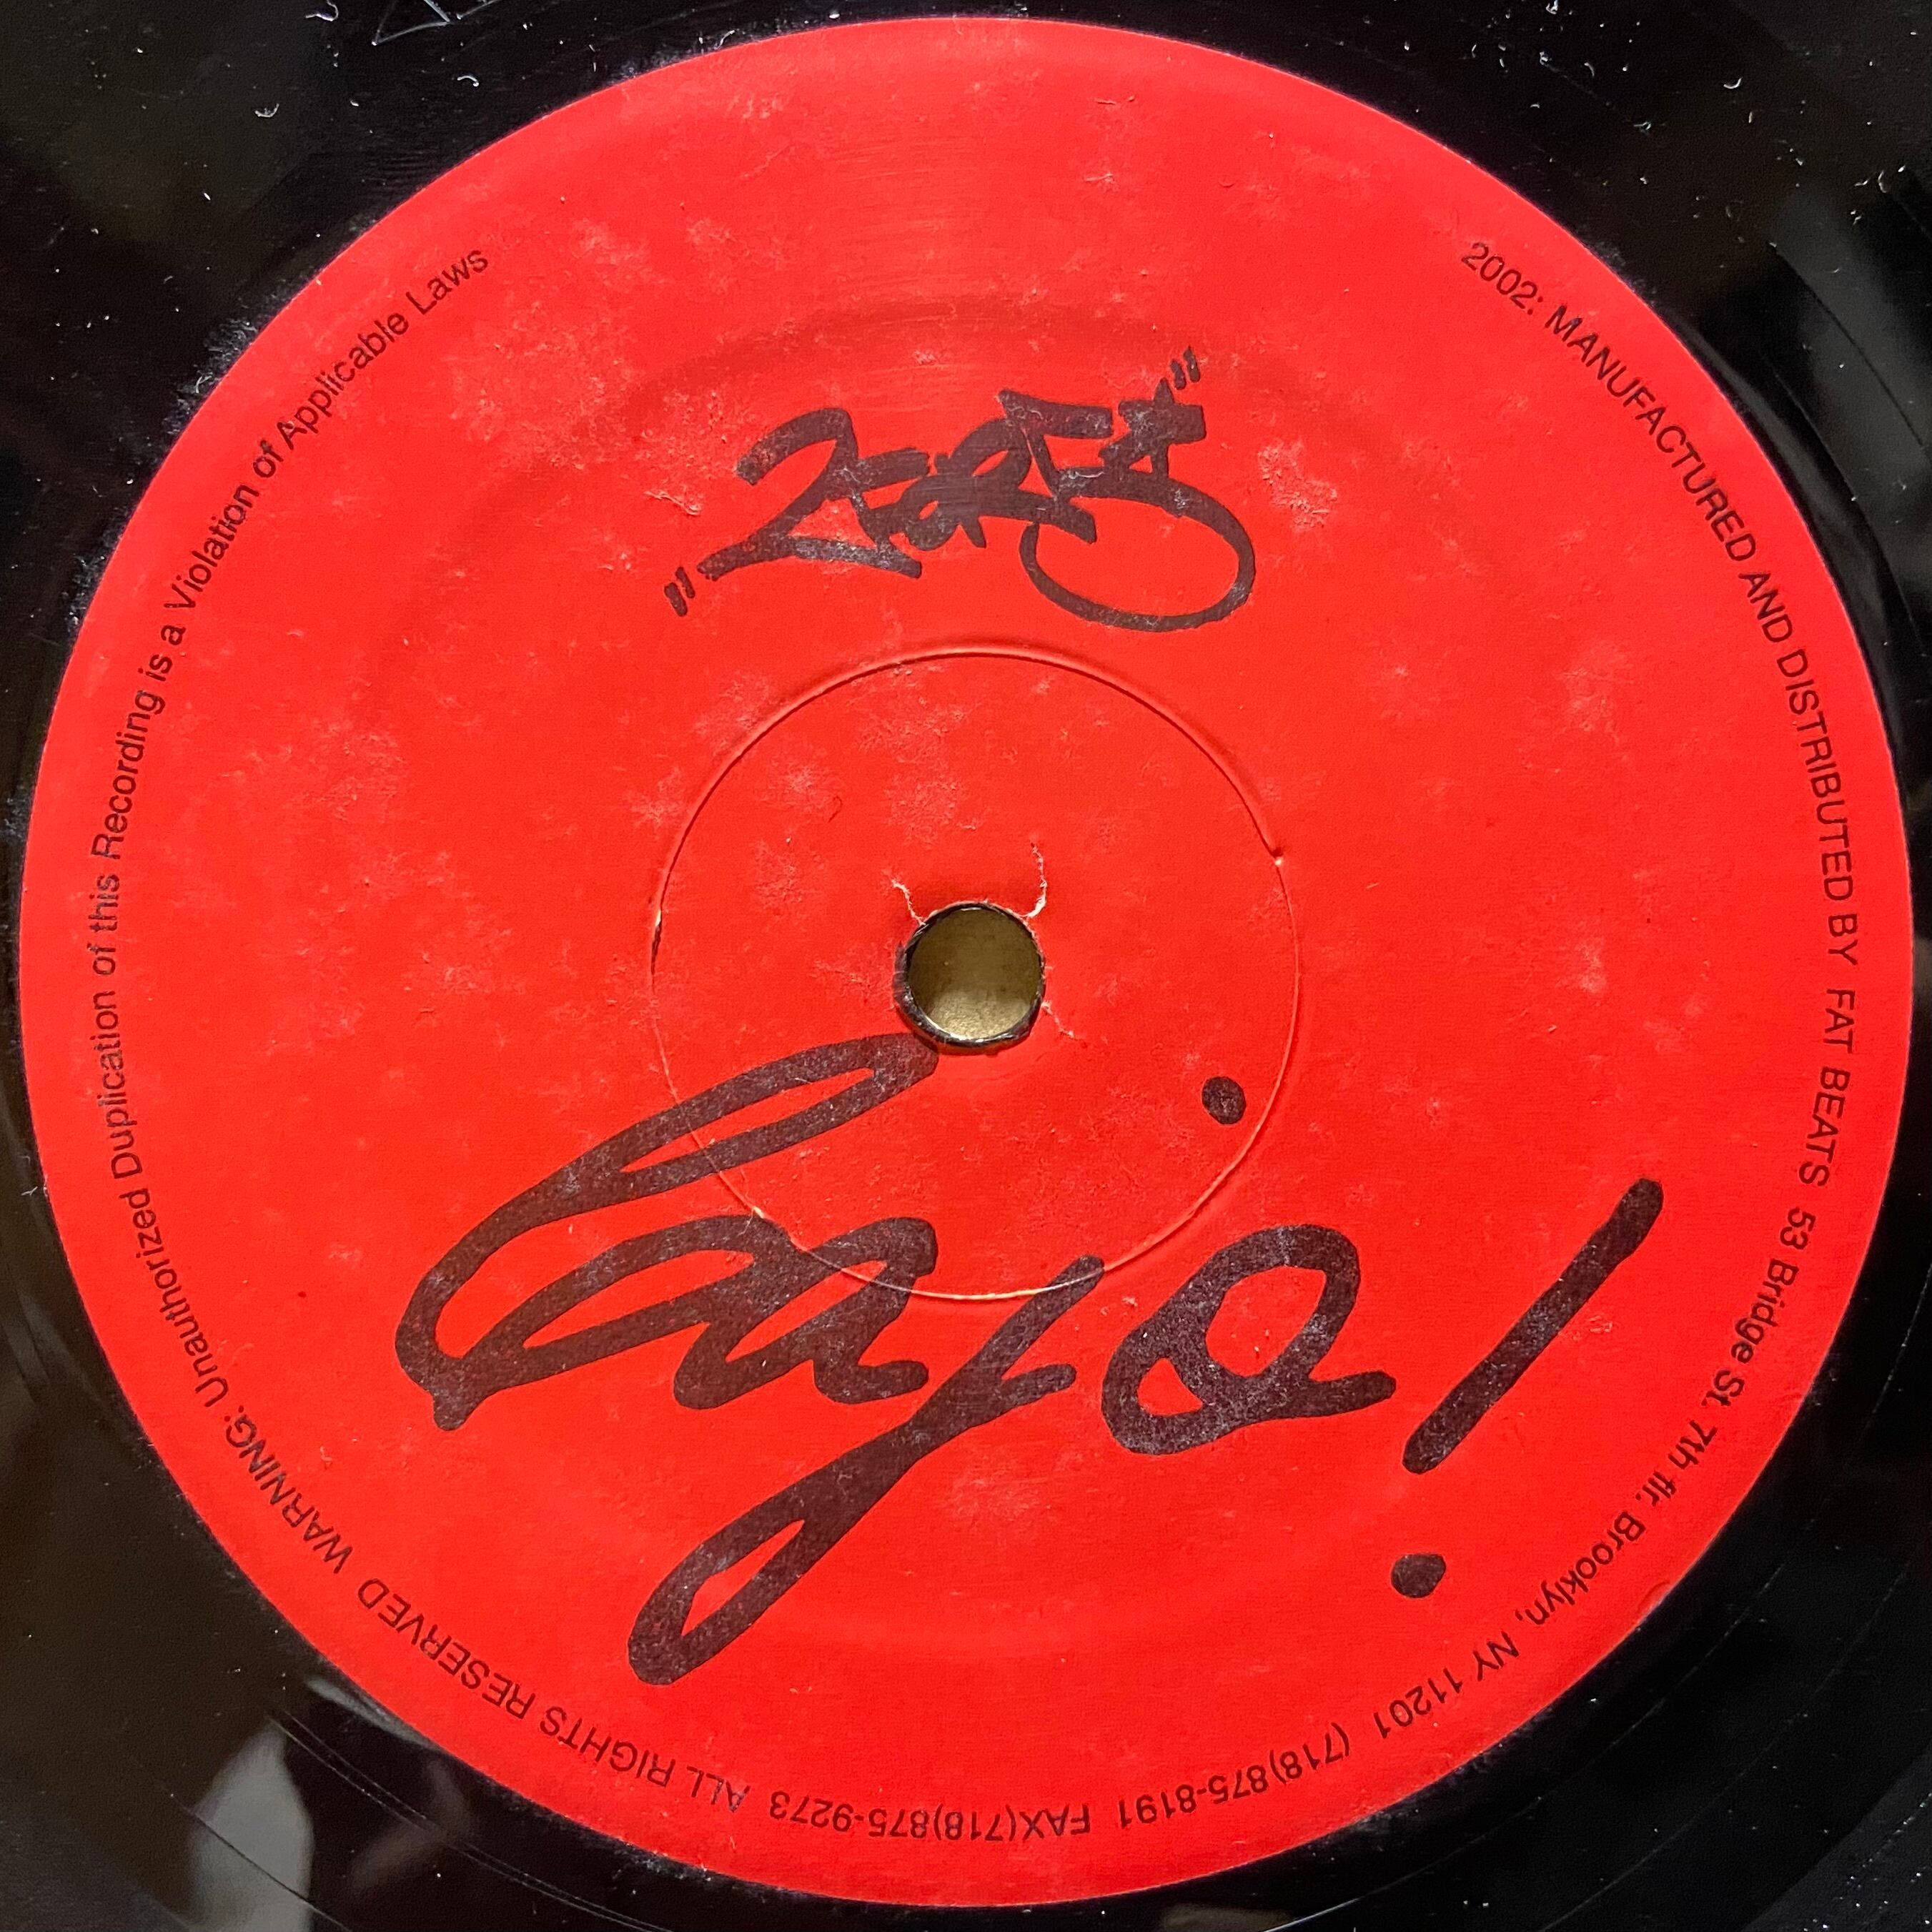 2002: MANUFACTURED AND DISTRIBUTED BY FAT BEATS 53 Bridge St. 7th flr. Brooklyn, NY 11201 (718)875-8191 FAX(718)875-9273 ALL RIGHTS RESERVED WARNING: Unauthorized Duplication of this Recording is a Violation of Applicable Laws